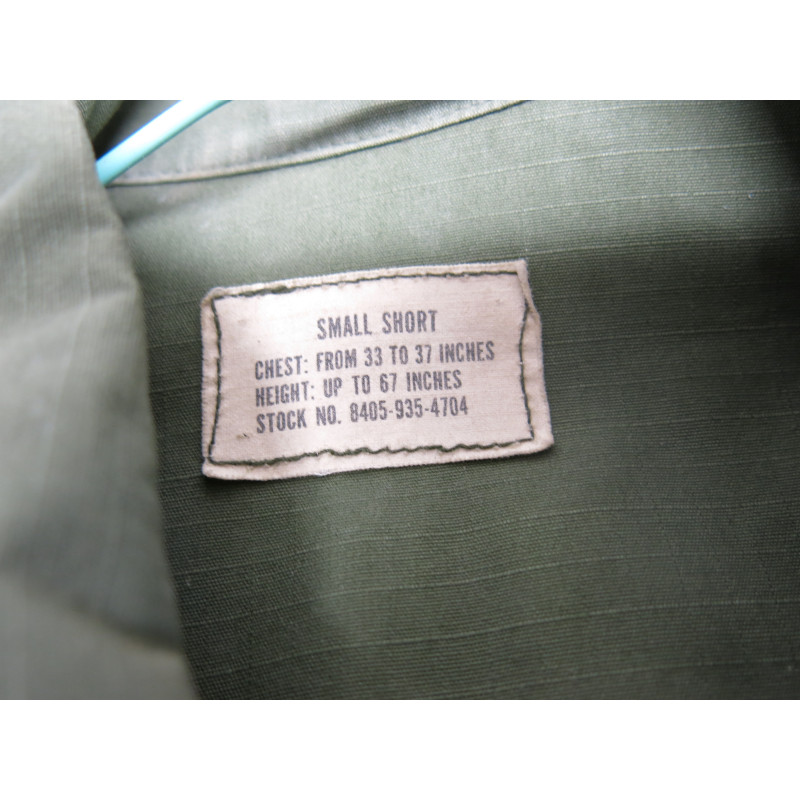 SMALL SHORT
CHEST: FROM 33 TO 37 INCHES
HEIGHT: UP TO 67 INCHES
STOCK NO. 8405-935-4704